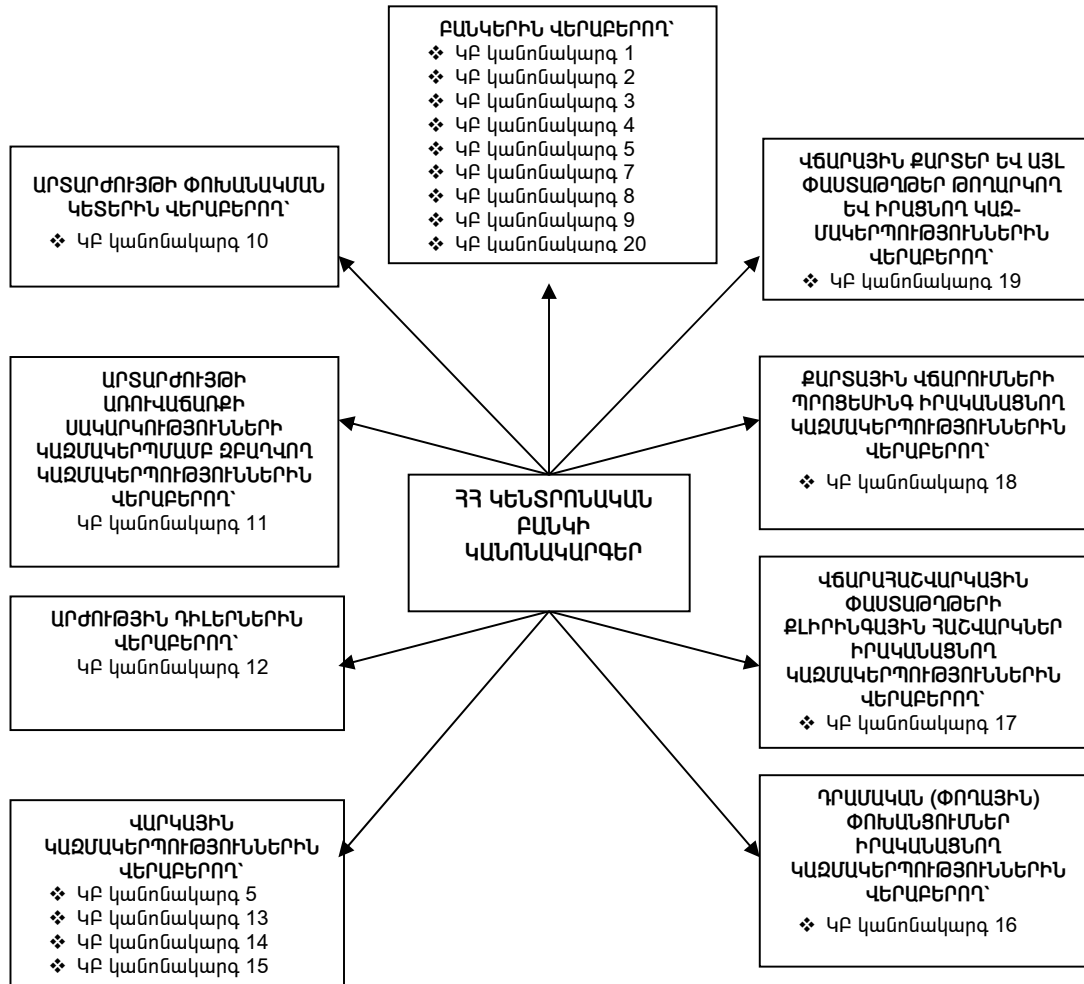 ԲԱՆԿԵՐԻՆ ՎԵՐԱԲԵՐՈՂ՝
❖ ԿԲ կանոնակարգ 1
❖ ԿԲ կանոնակարգ 2
❖ ԿԲ կանոնակարգ 3
❖ ԿԲ կանոնակարգ 4
❖ ԿԲ կանոնակարգ 5
❖ ԿԲ կանոնակարգ 7
❖ ԿԲ կանոնակարգ 8
❖ ԿԲ կանոնակարգ 9
❖ ԿԲ կանոնակարգ 20
ԱՐՏԱՐԺՈՒՅԹԻ ՓՈԽԱՆԱԿՄԱՆ
ԿԵՏԵՐԻՆ ՎԵՐԱԲԵՐՈՂ՝
❖ ԿԲ կանոնակարգ 10
ՎՃԱՐԱՅԻՆ ՔԱՐՏԵՐ ԵՎ ԱՅԼ
ՓԱՍՏԱԹՂԹԵՐ ԹՈՂԱՐԿՈՂ
ԵՎ ԻՐԱՑՆՈՂ ԿԱԶ-
ՄԱԿԵՐՊՈՒԹՅՈՒՆՆԵՐԻՆ
ՎԵՐԱԲԵՐՈՂ՝
❖ ԿԲ կանոնակարգ 19
ԱՐՏԱՐԺՈՒՅԹԻ
ԱՌՈՒՎԱՃԱՌՔԻ
ՍԱԿԱՐԿՈՒԹՅՈՒՆՆԵՐԻ
ԿԱԶՄԱԿԵՐՊՄԱՄԲ ԶԲԱՂՎՈՂ
ԿԱԶՄԱԿԵՐՊՈՒԹՅՈՒՆՆԵՐԻՆ
ՎԵՐԱԲԵՐՈՂ՝
ԿԲ կանոնակարգ 11
ՔԱՐՏԱՅԻՆ ՎՃԱՐՈՒՄՆԵՐԻ
ՊՐՈՑԵՍԻՆԳ ԻՐԱԿԱՆԱՑՆՈՂ
ԿԱԶՄԱԿԵՐՊՈՒԹՅՈՒՆՆԵՐԻՆ
ՎԵՐԱԲԵՐՈՂ՝
❖ ԿԲ կանոնակարգ 18
ՀՀ ԿԵՆՏՐՈՆԱԿԱՆ
ԲԱՆԿԻ
ԿԱՆՈՆԱԿԱՐԳԵՐ
ԱՐԺՈՒԹՅԻՆ ԴԻԼԵՐՆԵՐԻՆ
ՎԵՐԱԲԵՐՈՂ՝
ԿԲ կանոնակարգ 12
ՎՃԱՐԱՀԱՇՎԱՐԿԱՅԻՆ
ՓԱՍՏԱԹՂԹԵՐԻ
ՔԼԻՐԻՆԳԱՅԻՆ ՀԱՇՎԱՐԿՆԵՐ
ԻՐԱԿԱՆԱՑՆՈՂ
ԿԱԶՄԱԿԵՐՊՈՒԹՅՈՒՆՆԵՐԻՆ
ՎԵՐԱԲԵՐՈՂ՝
❖ ԿԲ կանոնակարգ 17
ՎԱՐԿԱՅԻՆ
ԿԱԶՄԱԿԵՐՊՈՒԹՅՈՒՆՆԵՐԻՆ
ՎԵՐԱԲԵՐՈՂ՝
❖ ԿԲ կանոնակարգ 5
❖ ԿԲ կանոնակարգ 13
❖ ԿԲ կանոնակարգ 14
❖ ԿԲ կանոնակարգ 15
ԴՐԱՄԱԿԱՆ (ՓՈՂԱՅԻՆ)
ՓՈԽԱՆՑՈՒՄՆԵՐ
ԻՐԱԿԱՆԱՑՆՈՂ
ԿԱԶՄԱԿԵՐՊՈՒԹՅՈՒՆՆԵՐԻՆ
ՎԵՐԱԲԵՐՈՂ՝
❖ ԿԲ կանոնակարգ 16